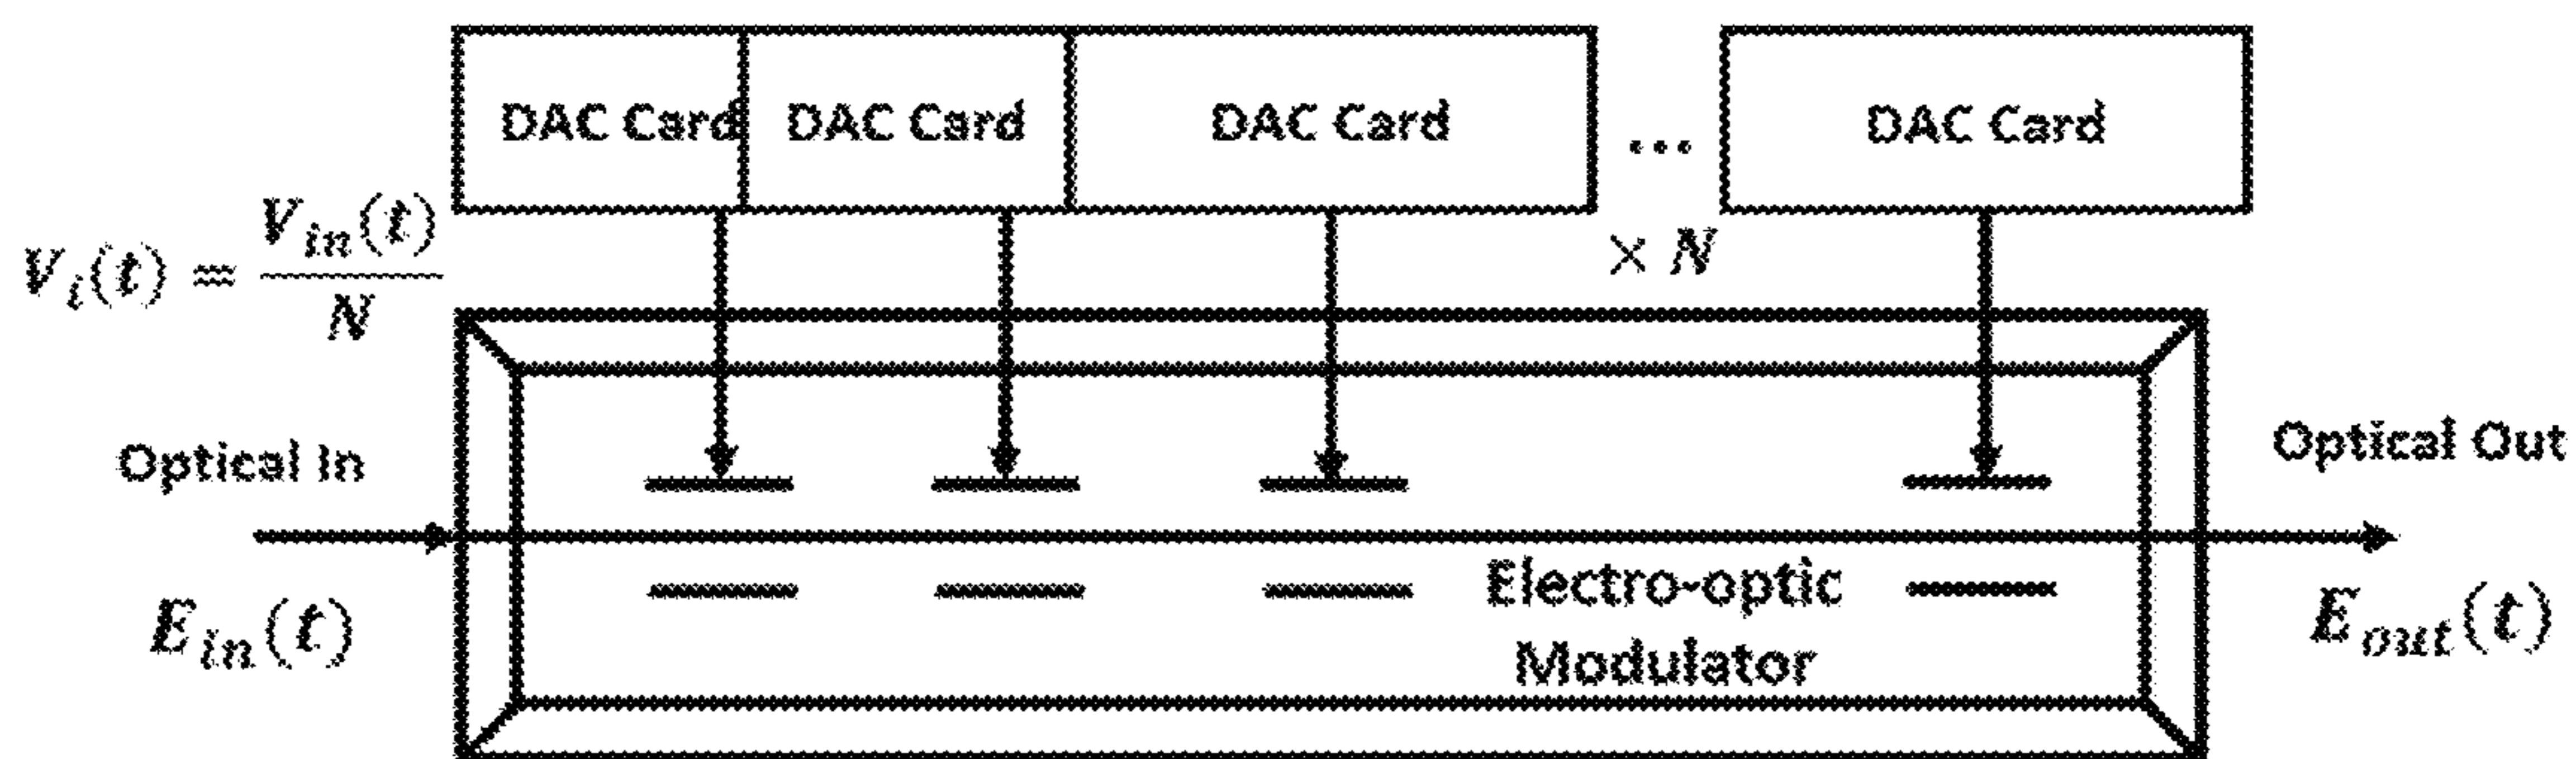 DAC Card DAC Card DAC Card ... DAC Card
× N
V_i(t) = V_in(t) / N
Optical In
Optical Out
E_in(t)
Electro-optic
Modulator
E_out(t)